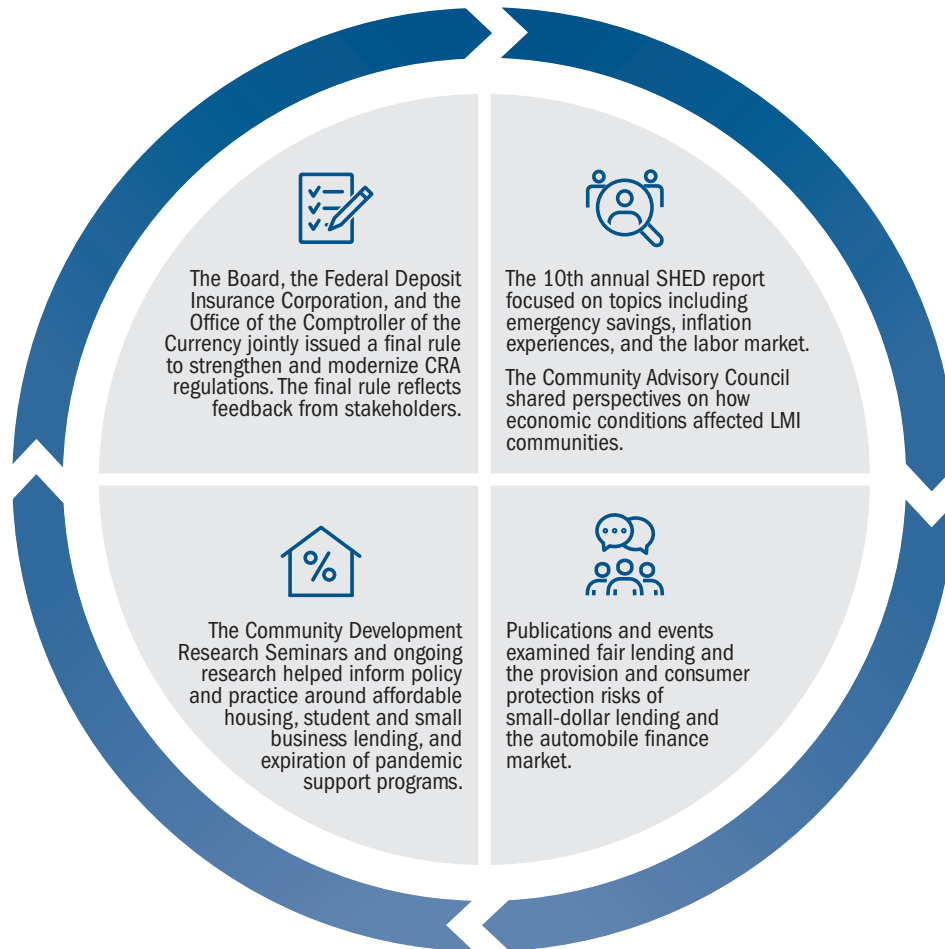 The Board, the Federal Deposit
Insurance Corporation, and the
Office of the Comptroller of the
Currency jointly issued a final rule
to strengthen and modernize CRA
regulations. The final rule reflects
feedback from stakeholders.
The 10th annual SHED report
focused on topics including
emergency savings, inflation
experiences, and the labor market.
The Community Advisory Council
shared perspectives on how
economic conditions affected LMI
communities.
%
The Community Development
Research Seminars and ongoing
research helped inform policy
and practice around affordable
housing, student and small
business lending, and
expiration of pandemic
support programs.
Publications and events
examined fair lending and
the provision and consumer
protection risks of
small-dollar lending and
the automobile finance
market.